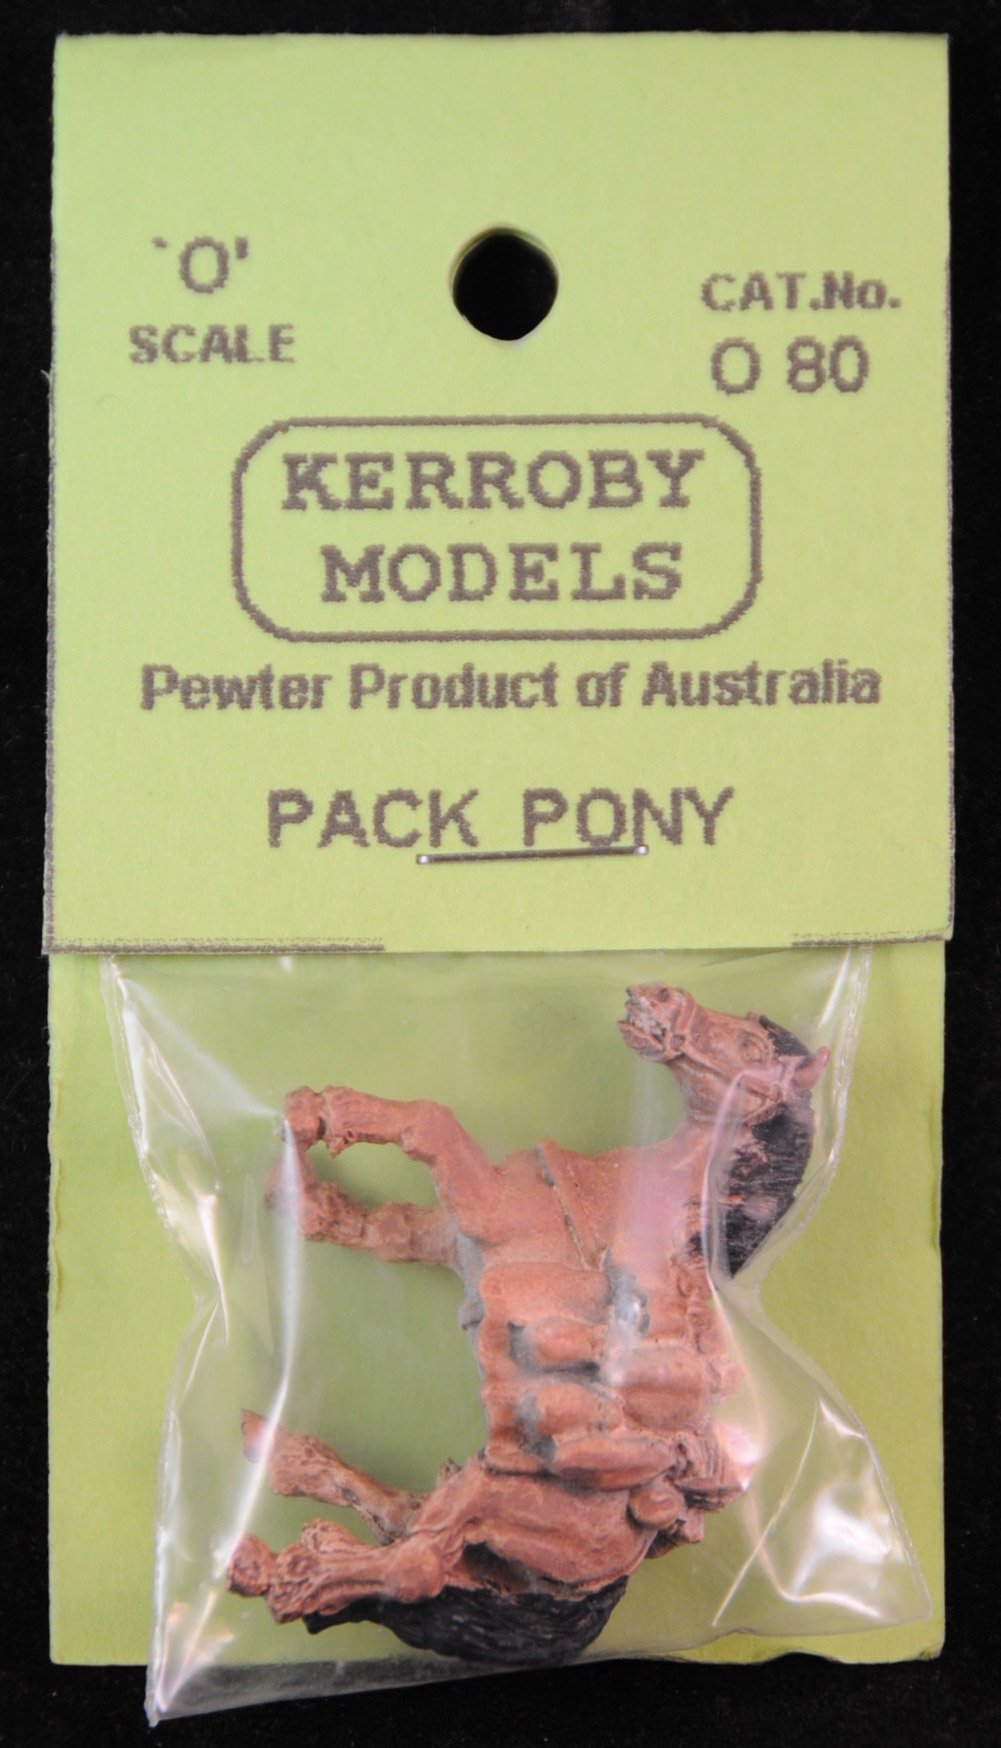 `O'
SCALE
CAT.No.
O 80
KERROBY
MODELS
Pewter Product of Australia
PACK PONY